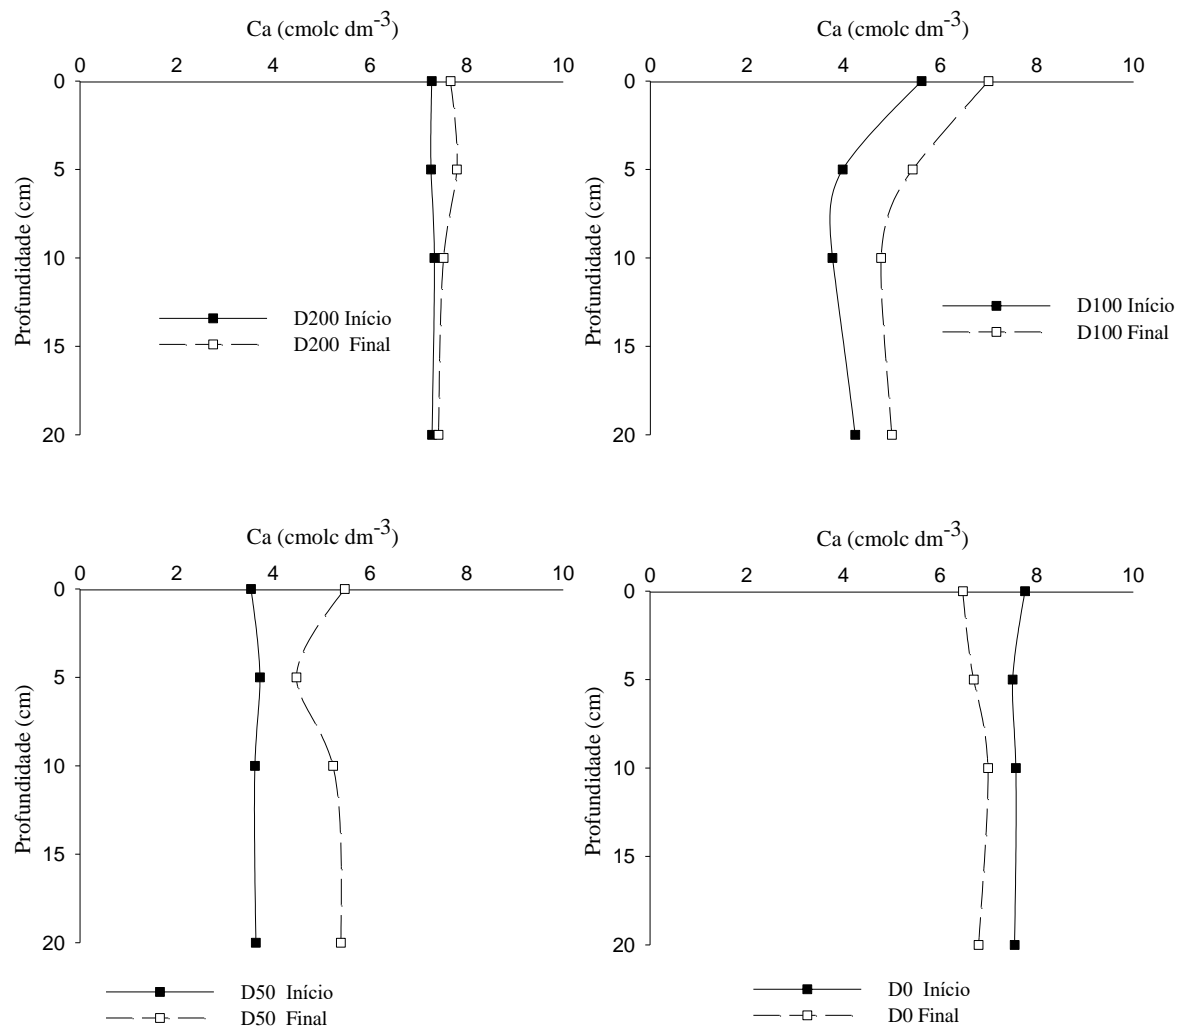 Ca (cmolc dm-3)
0 2 4 6 8 10
0
5
10
15
20
Profundidade (cm)
D200 Início
D200 Final
Ca (cmolc dm-3)
0 2 4 6 8 10
0
5
10
15
20
Profundidade (cm)
D100 Início
D100 Final
Ca (cmolc dm-3)
0 2 4 6 8 10
0
5
10
15
20
Profundidade (cm)
D50 Início
D50 Final
Ca (cmolc dm-3)
0 2 4 6 8 10
0
5
10
15
20
Profundidade (cm)
D0 Início
D0 Final